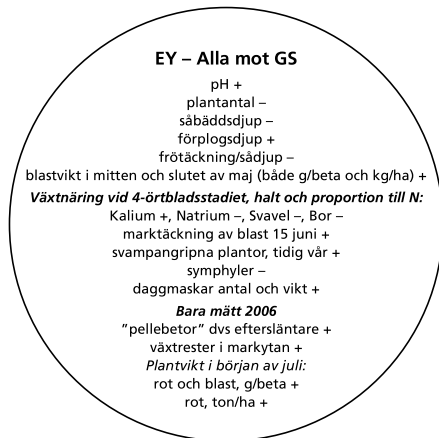 EY – Alla mot GS
pH +
plantantal –
såbäddsdjup –
förplogsdjup +
frötäckning/sådjup –
blastvikt i mitten och slutet av maj (både g/beta och kg/ha) +
Växtnäring vid 4-örtbladsstadiet, halt och proportion till N:
Kalium +, Natrium –, Svavel –, Bor –
marktäckning av blast 15 juni +
svampangripna plantor, tidig vår +
symphyler –
daggmaskar antal och vikt +
Bara mätt 2006
”pellebetor” dvs eftersläntare +
växtrester i markytan +
Plantvikt i början av juli:
rot och blast, g/beta +
rot, ton/ha +